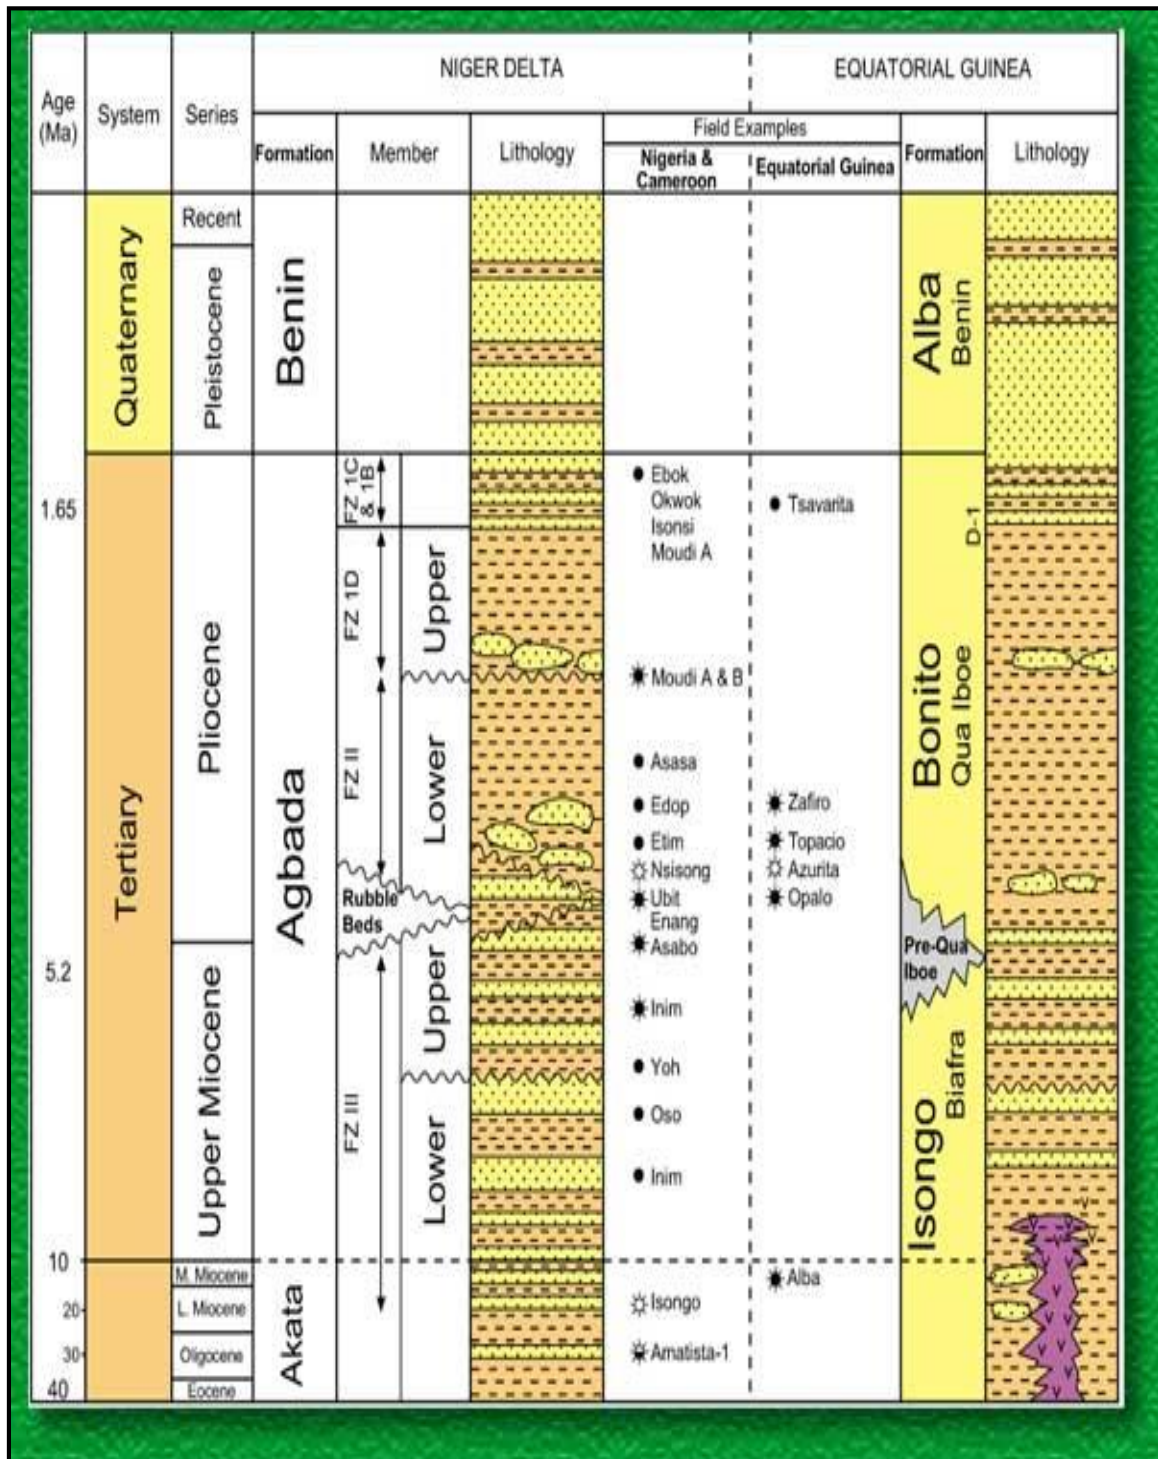 NIGER DELTA
EQUATORIAL GUINEA
Age
(Ma)
System
Series
Formation
Member
Lithology
Field Examples
Nigeria &
Cameroon
Equatorial Guinea
Formation
Lithology
Quaternary
Recent
Pleistocene
Benin
Alba
Benin
1.65
5.2
10
20
30
40
Tertiary
Pliocene
Upper Miocene
M. Miocene
L. Miocene
Oligocene
Eocene
Agbada
Akata
FZ 1C
& 1B
FZ 1D
FZ II
Rubble
Beds
FZ III
Upper
Lower
Upper
Lower
Ebok
Okwok
Isonsi
Moudi A
Moudi A & B
Asasa
Edop
Etim
Nsisong
Ubit
Enang
Asabo
Inim
Yoh
Oso
Inim
Isongo
Amatista-1
Tsavarita
Zafiro
Topacio
Azurita
Opalo
Alba
D-1
Bonito
Qua Iboe
Pre-Qua
Iboe
Isongo
Biafra